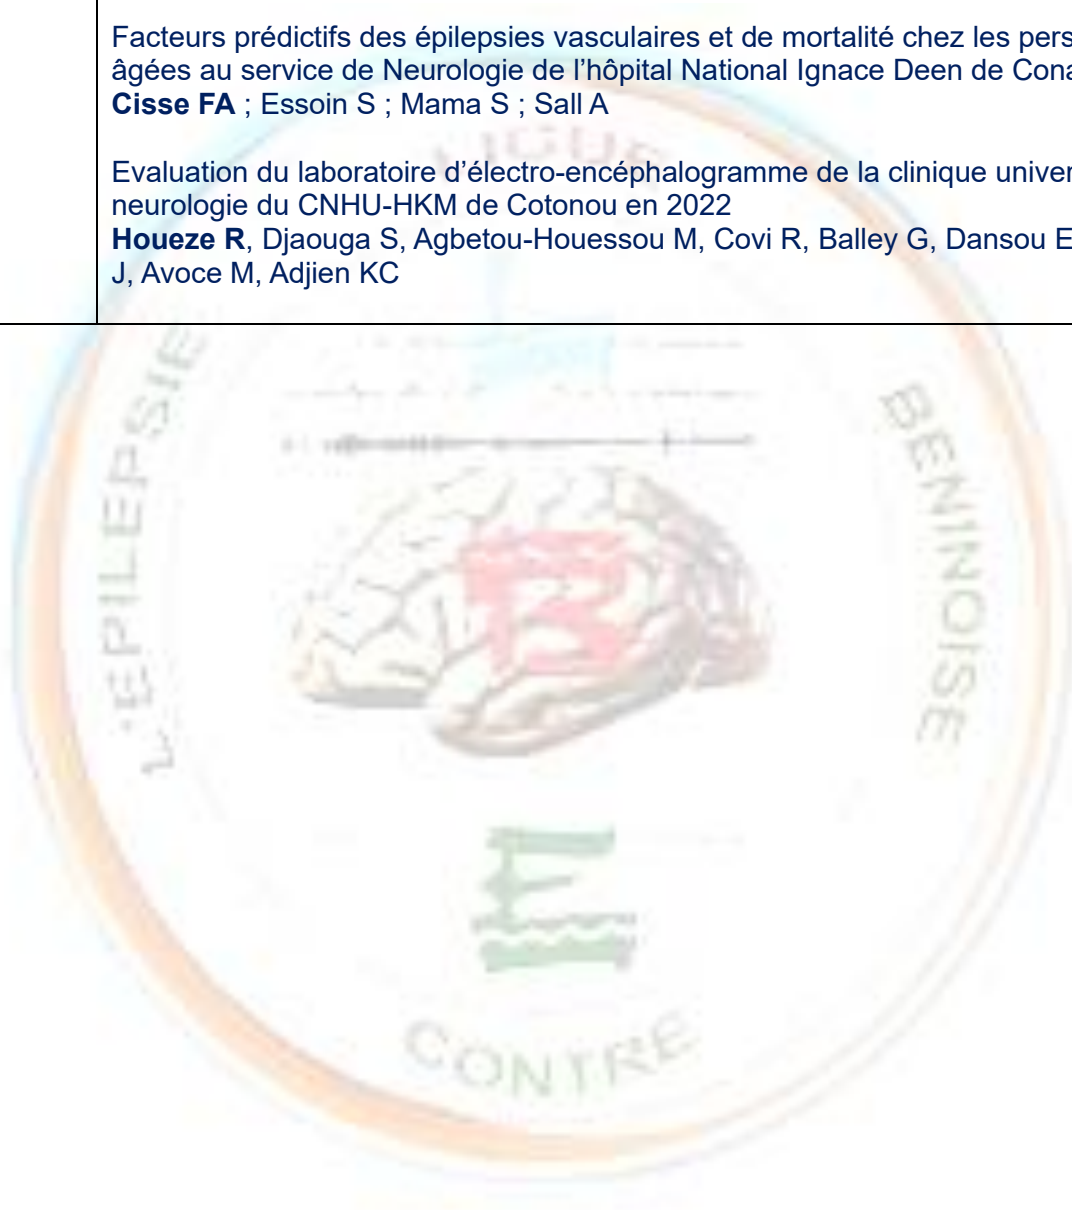 Facteurs prédictifs des épilepsies vasculaires et de mortalité chez les pers
âgées au service de Neurologie de l'hôpital National Ignace Deen de Cona
Cisse FA ; Essoin S ; Mama S ; Sall A
Evaluation du laboratoire d'électro-encéphalogramme de la clinique univer
neurologie du CNHU-HKM de Cotonou en 2022
Houeze R, Djaouga S, Agbetou-Houessou M, Covi R, Balley G, Dansou E
J, Avoce M, Adjien KC
LIGUE
BENINOISE
CONTRE
L'EPILEPSIE